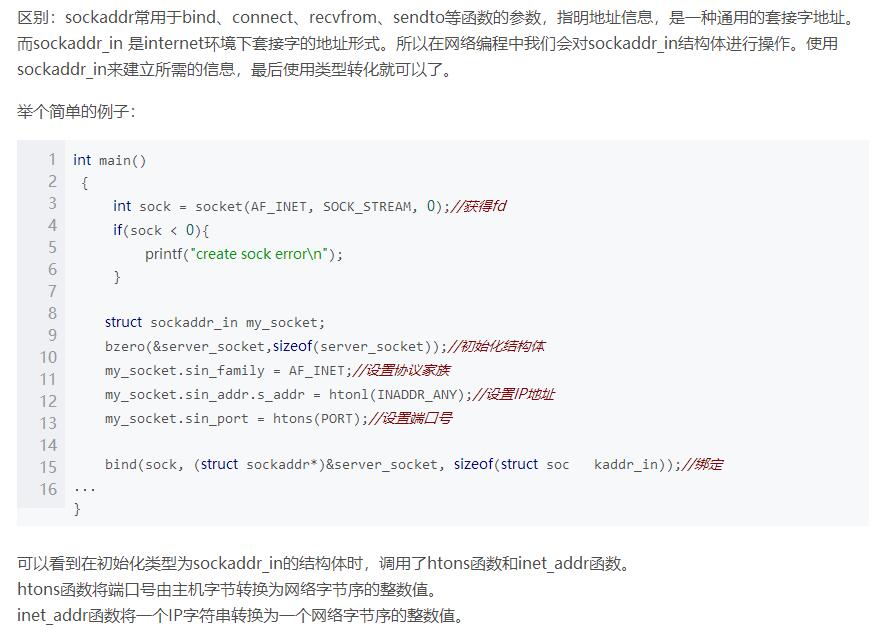 区别：sockaddr常用于bind、connect、recvfrom、sendto等函数的参数，指明地址信息，是一种通用的套接字地址。
而sockaddr_in 是internet环境下套接字的地址形式。所以在网络编程中我们会对sockaddr_in结构体进行操作。使用
sockaddr_in来建立所需的信息，最后使用类型转化就可以了。
举个简单的例子：
1 int main()
2 {
3 int sock = socket(AF_INET, SOCK_STREAM, 0);//获得fd
4 if(sock < 0){
5 printf("create sock error\n");
6 }
7
8 struct sockaddr_in my_socket;
9 bzero(&server_socket,sizeof(server_socket));//初始化结构体
10 my_socket.sin_family = AF_INET;//设置协议家族
11 my_socket.sin_addr.s_addr = htonl(INADDR_ANY);//设置IP地址
12 my_socket.sin_port = htons(PORT);//设置端口号
13
14 bind(sock, (struct sockaddr*)&server_socket, sizeof(struct soc   kaddr_in));//绑定
15 ...
16 }
可以看到在初始化类型为sockaddr_in的结构体时，调用了htons函数和inet_addr函数。
htons函数将端口号由主机字节转换为网络字节序的整数值。
inet_addr函数将一个IP字符串转换为一个网络字节序的整数值。